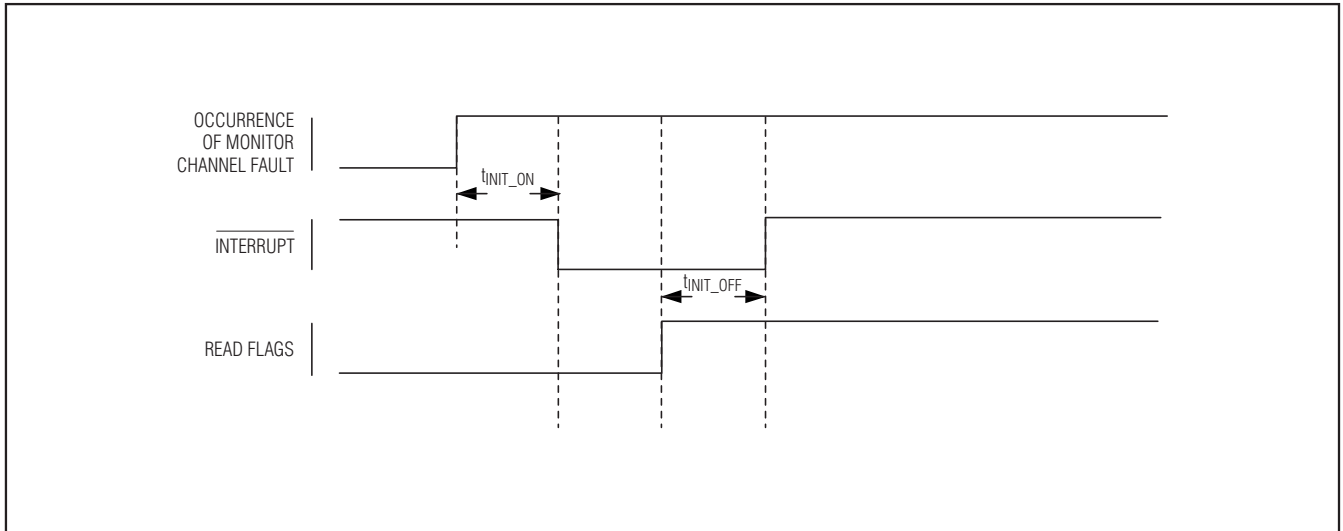 OCCURRENCE
OF MONITOR
CHANNEL FAULT
tINIT_ON
INTERRUPT
tINIT_OFF
READ FLAGS